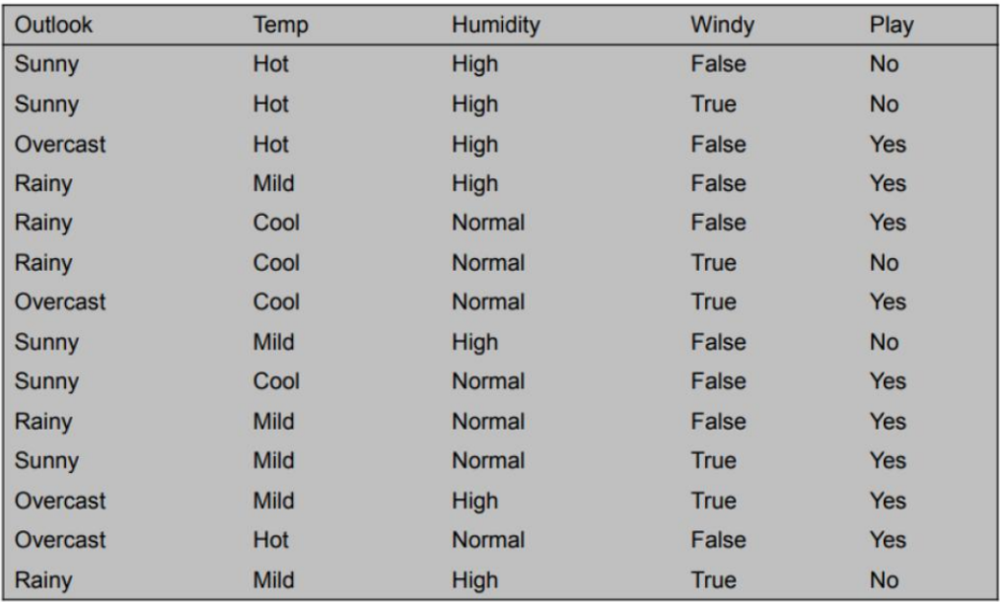 Outlook Temp Humidity Windy Play
Sunny Hot High False No
Sunny Hot High True No
Overcast Hot High False Yes
Rainy Mild High False Yes
Rainy Cool Normal False Yes
Rainy Cool Normal True No
Overcast Cool Normal True Yes
Sunny Mild High False No
Sunny Cool Normal False Yes
Rainy Mild Normal False Yes
Sunny Mild Normal True Yes
Overcast Mild High True Yes
Overcast Hot Normal False Yes
Rainy Mild High True No